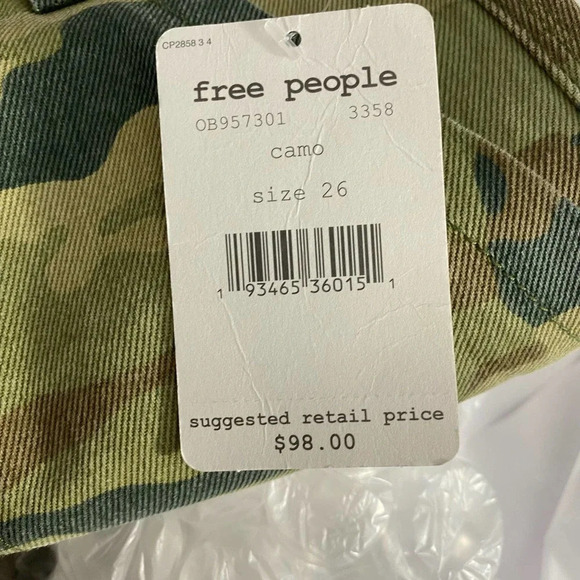 CP2858 3 4
free people
OB957301 3358
camo
size 26
1 93465 36015 1
suggested retail price
$98.00